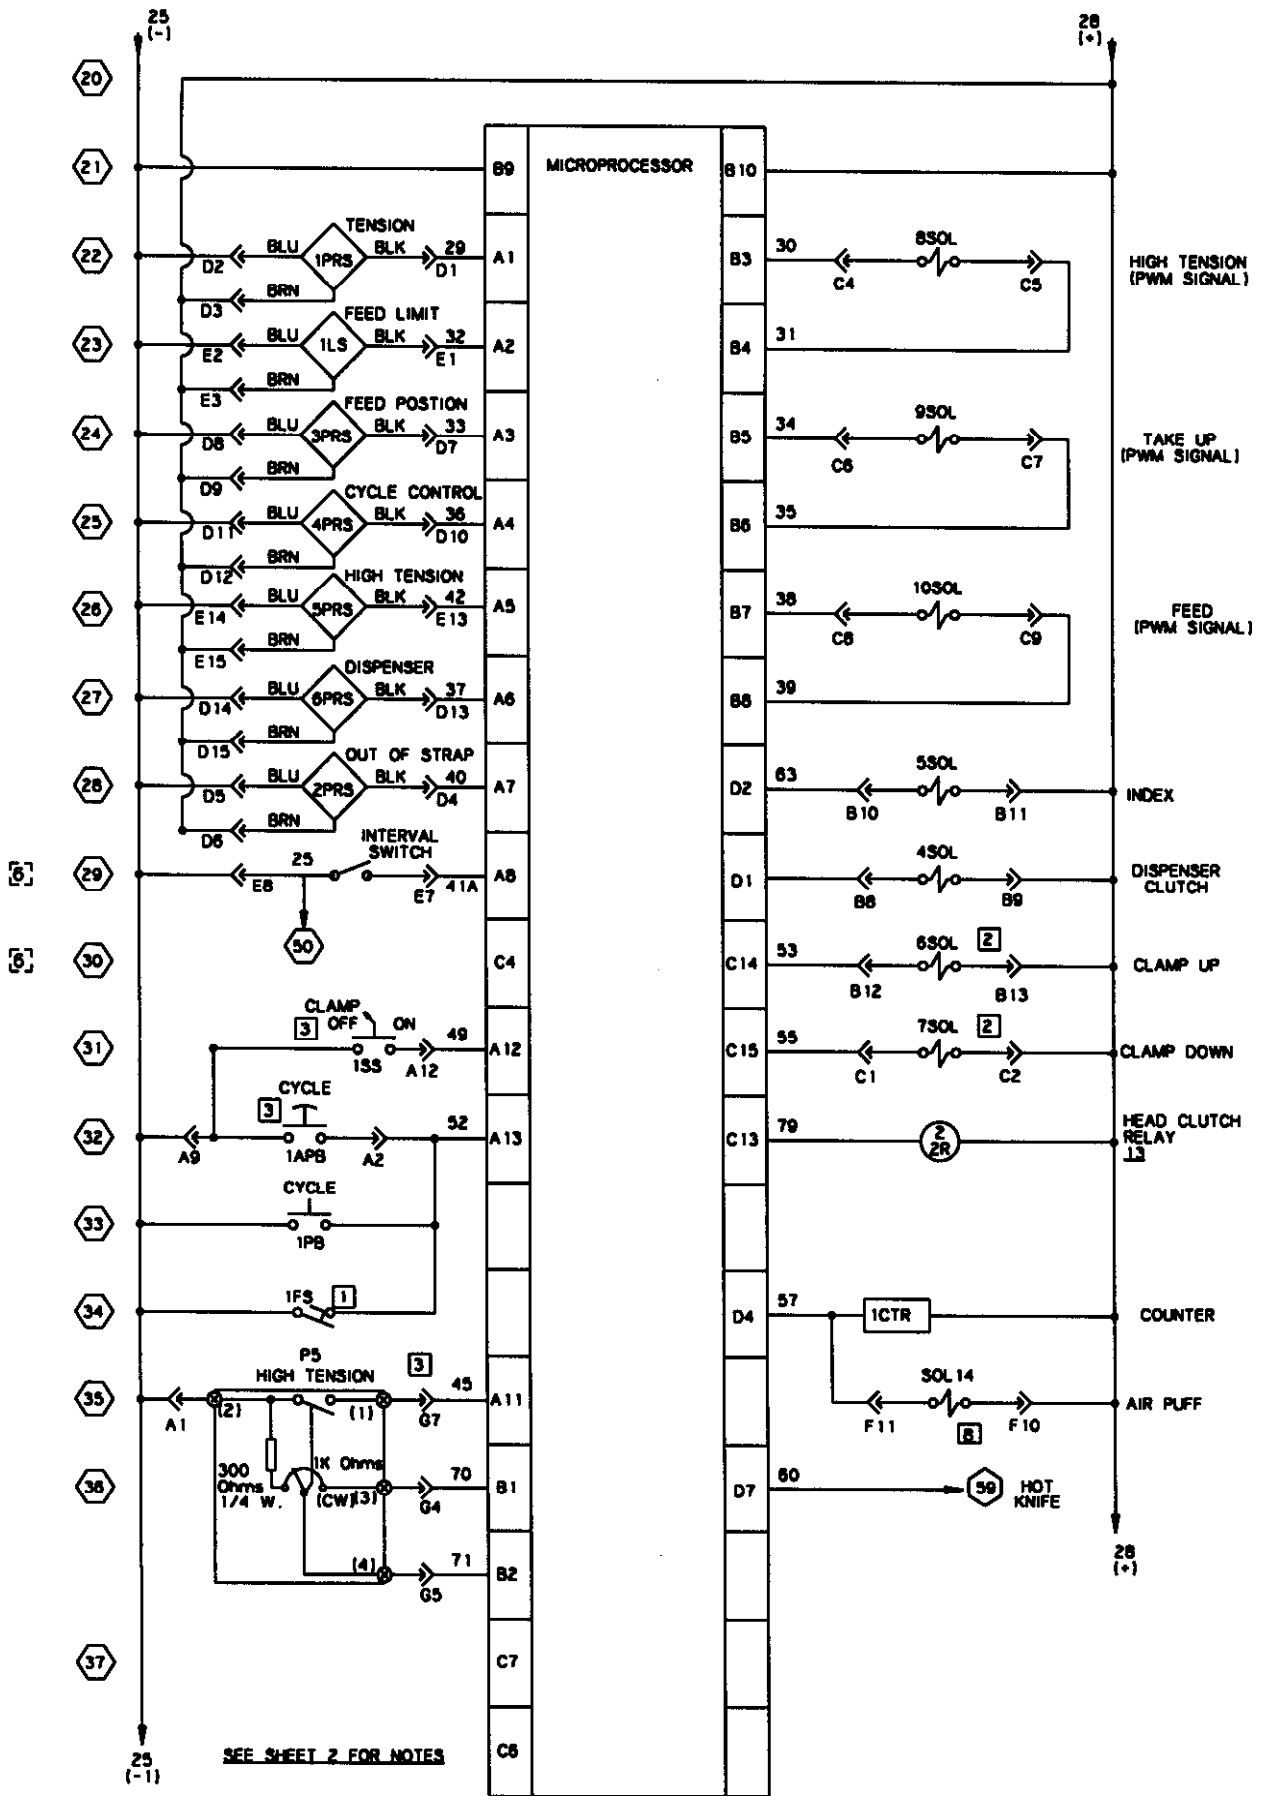 25
(-)
28
(+)
20
21
B9
MICROPROCESSOR
B10
22
TENSION
D2
BLU
1PRS
BLK
29
D1
A1
B3
30
8SOL
C4
C5
HIGH TENSION
(PWM SIGNAL)
D3
BRN
23
FEED LIMIT
E2
BLU
1LS
BLK
32
E1
A2
B4
31
E3
BRN
24
FEED POSTION
D8
BLU
3PRS
BLK
33
D7
A3
B5
34
9SOL
C6
C7
TAKE UP
(PWM SIGNAL)
D9
BRN
25
CYCLE CONTROL
D11
BLU
4PRS
BLK
36
D10
A4
B6
35
D12
BRN
26
HIGH TENSION
E14
BLU
5PRS
BLK
42
E13
A5
B7
38
10SOL
C8
C9
FEED
(PWM SIGNAL)
E15
BRN
27
DISPENSER
D14
BLU
6PRS
BLK
37
D13
A6
B8
39
D15
BRN
28
OUT OF STRAP
D5
BLU
2PRS
BLK
40
D4
A7
D2
63
5SOL
B10
B11
INDEX
D6
BRN
[6]
29
INTERVAL
SWITCH
E8
25
E7
41A
A8
50
D1
4SOL
B8
B9
DISPENSER
CLUTCH
[6]
30
C4
C14
53
6SOL
2
B12
B13
CLAMP UP
31
3
CLAMP
OFF
ON
1SS
A12
49
A12
C15
55
7SOL
2
C1
C2
CLAMP DOWN
32
A9
3
CYCLE
1APB
A2
52
A13
C13
79
2
2R
HEAD CLUTCH
RELAY
13
33
CYCLE
1PB
34
1FS
1
D4
57
1CTR
COUNTER
35
P5
HIGH TENSION
3
A1
(2)
(1)
G7
45
A11
SOL14
F11
8
F10
AIR PUFF
36
300
Ohms
1/4 W.
1K Ohms
(CW)
(3)
G4
70
B1
D7
60
59
HOT
KNIFE
(4)
G5
71
B2
28
(+)
37
C7
25
(-1)
SEE SHEET 2 FOR NOTES
C6